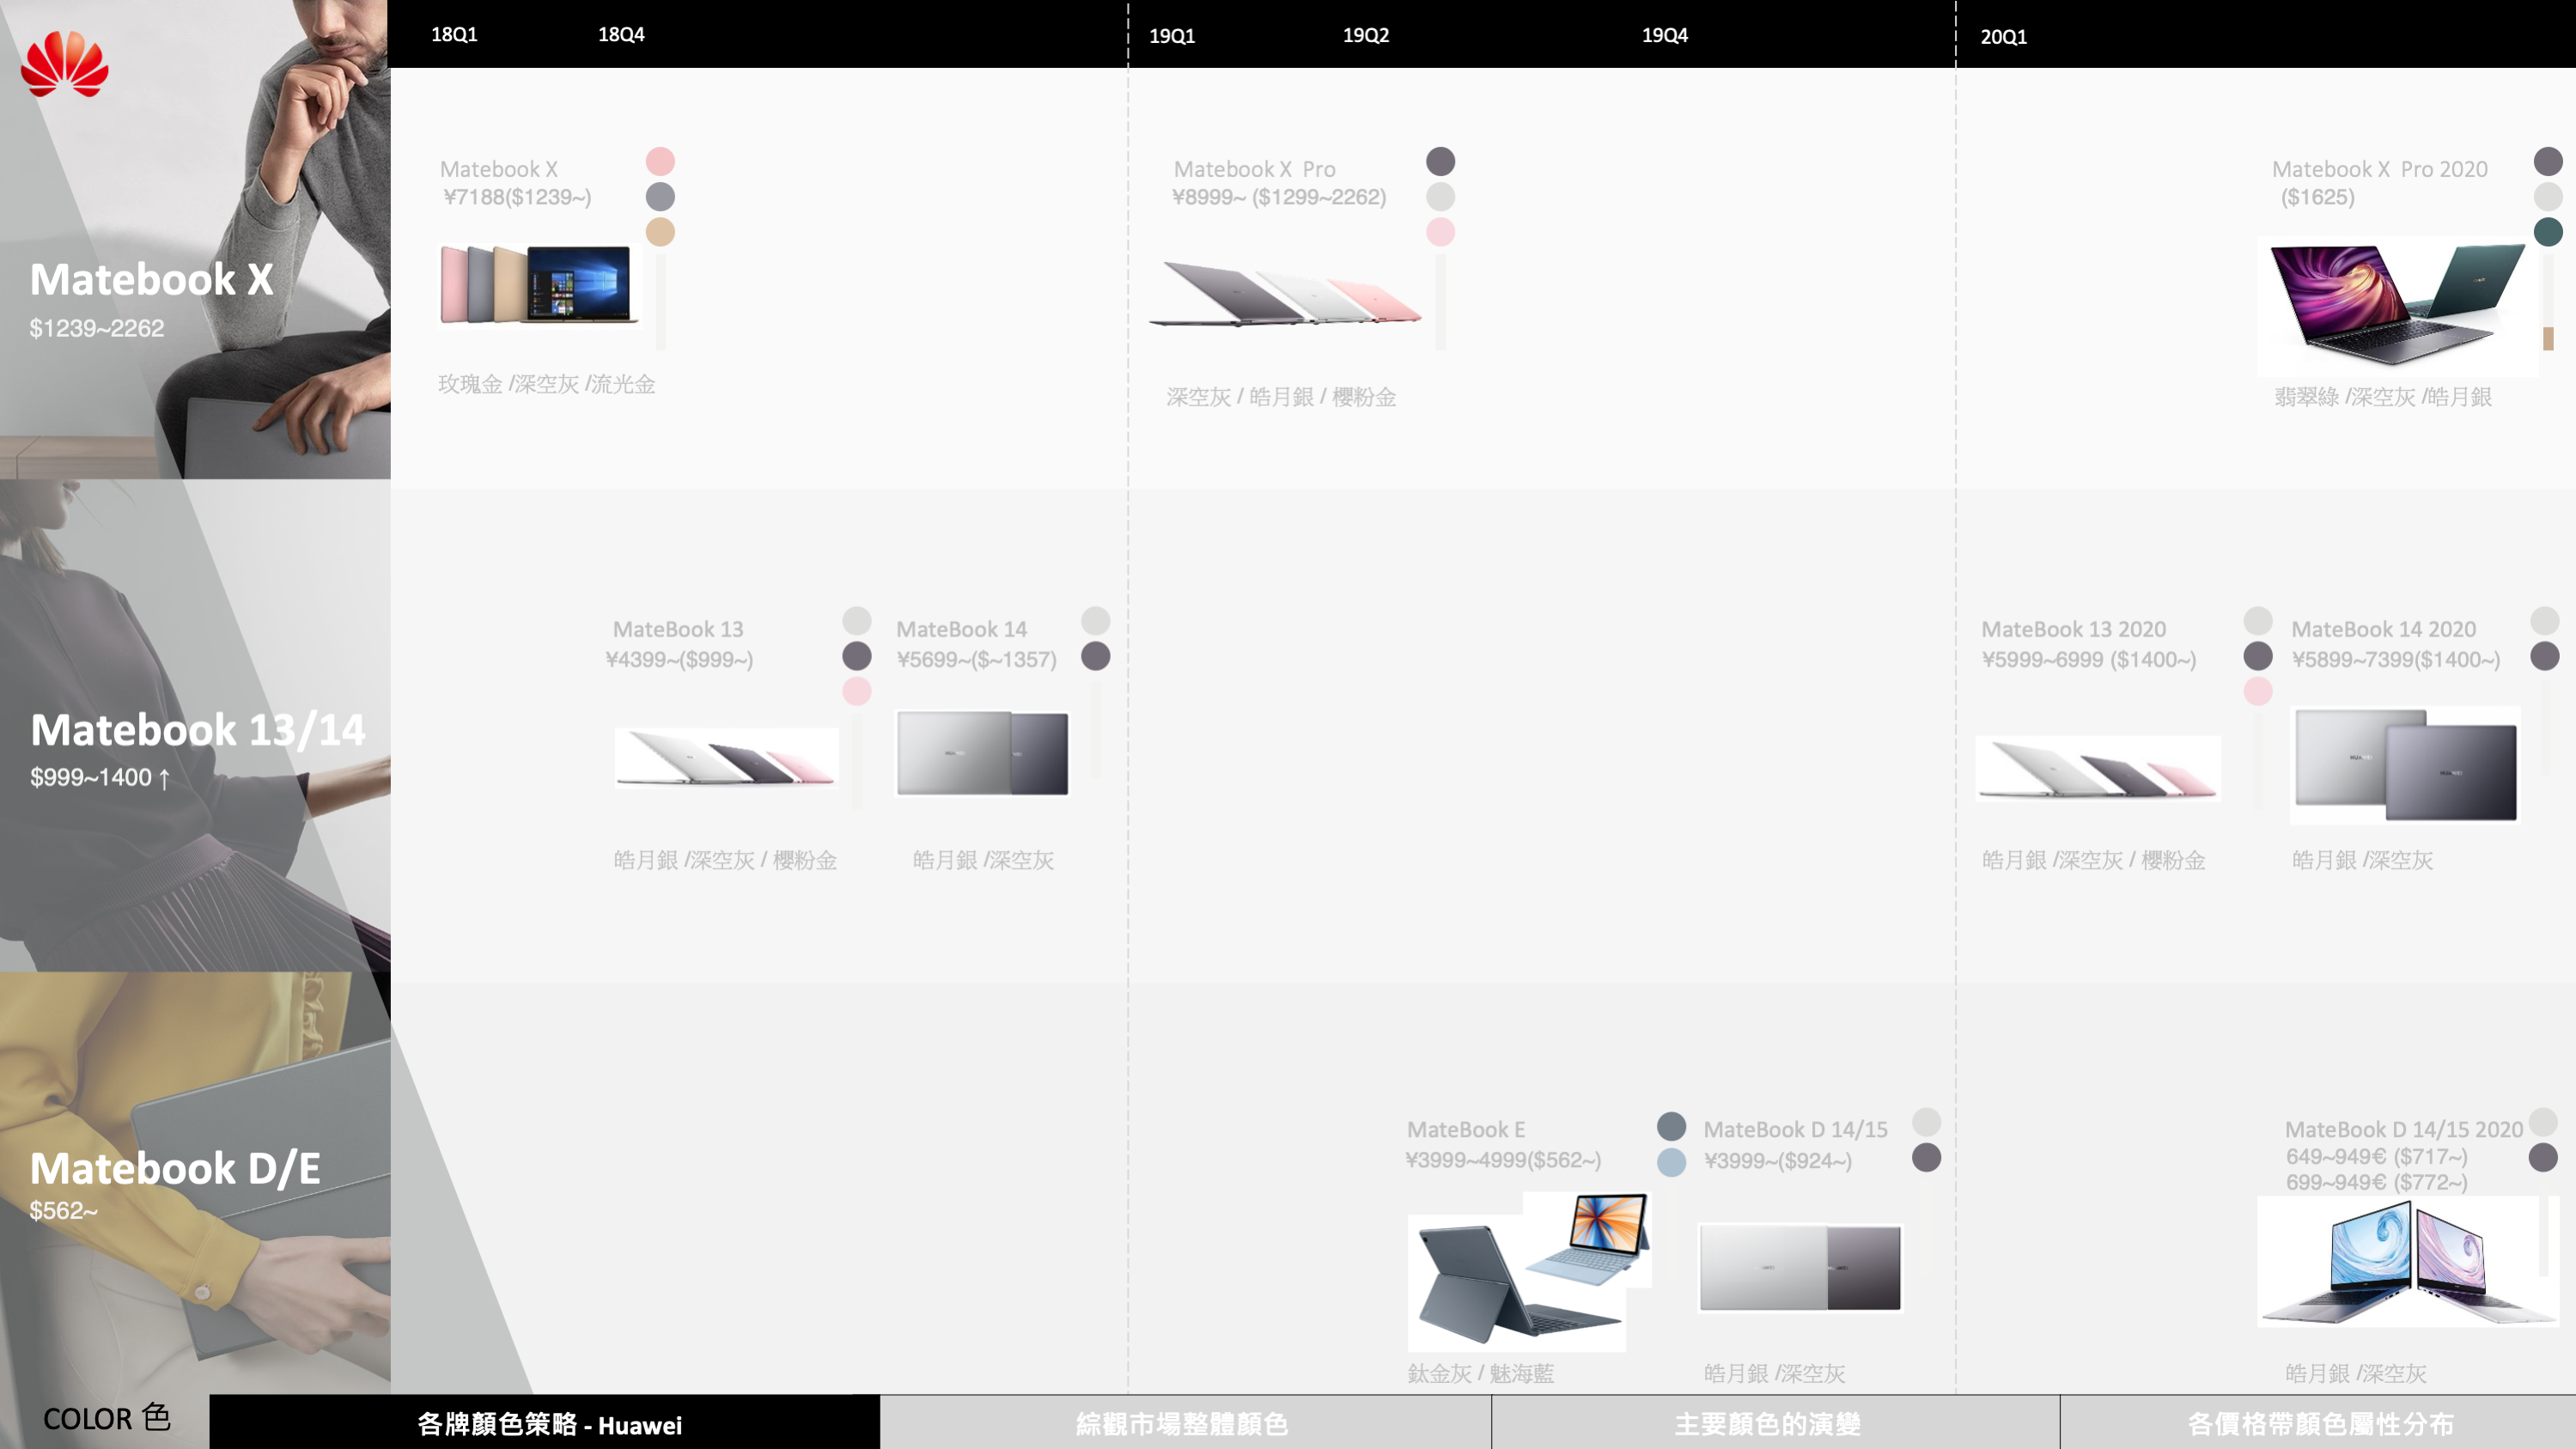 18Q1
18Q4
19Q1
19Q2
19Q4
20Q1
Matebook X
$1239~2262
Matebook X
¥7188($1239~)
玫瑰金 /深空灰 /流光金
Matebook X  Pro
¥8999~ ($1299~2262)
深空灰 / 皓月銀 / 櫻粉金
Matebook X  Pro 2020
($1625)
翡翠綠 /深空灰 /皓月銀
Matebook 13/14
$999~1400 ↑
MateBook 13
¥4399~($999~)
皓月銀 /深空灰 / 櫻粉金
MateBook 14
¥5699~($~1357)
皓月銀 /深空灰
MateBook 13 2020
¥5999~6999 ($1400~)
皓月銀 /深空灰 / 櫻粉金
MateBook 14 2020
¥5899~7399($1400~)
皓月銀 /深空灰
Matebook D/E
$562~
MateBook E
¥3999~4999($562~)
鈦金灰 / 魅海藍
MateBook D 14/15
¥3999~($924~)
皓月銀 /深空灰
MateBook D 14/15 2020
649~949€ ($717~)
699~949€ ($772~)
皓月銀 /深空灰
COLOR 色
各牌顏色策略 - Huawei
綜觀市場整體顏色
主要顏色的演變
各價格帶顏色屬性分布